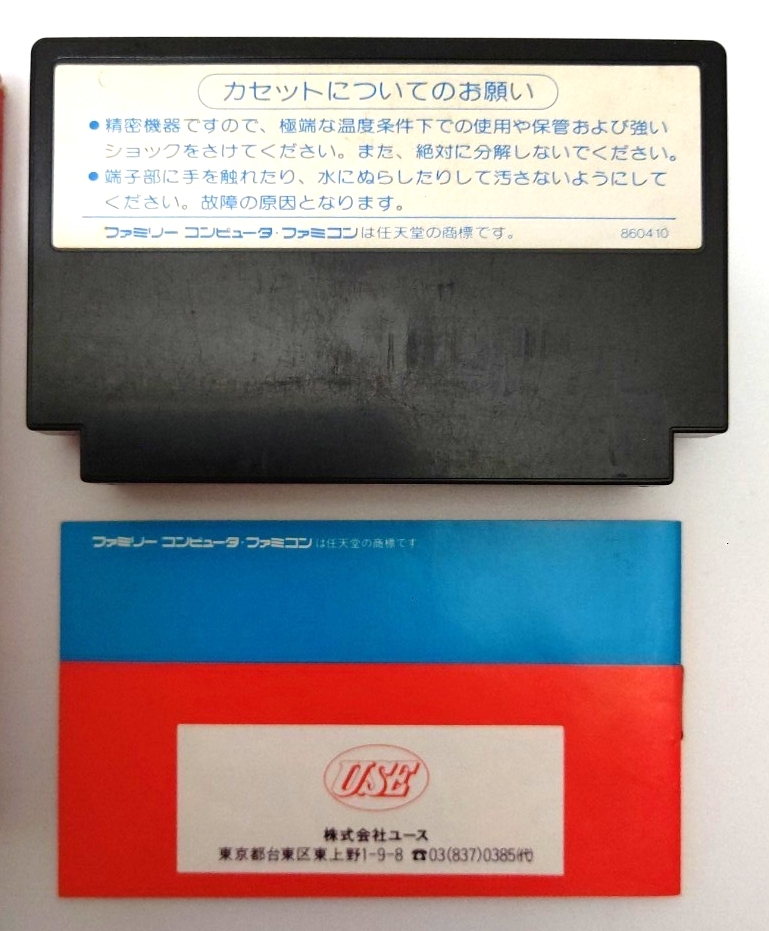 カセットについてのお願い
●精密機器ですので、極端な温度条件下での使用や保管および強い
ショックをさけてください。また、絶対に分解しないでください。
●端子部に手を触れたり、水にぬらしたりして汚さないようにして
ください。故障の原因となります。
ファミリー コンピュータ・ファミコンは任天堂の商標です。 860410
ファミリー コンピュータ・ファミコンは任天堂の商標です
USE
株式会社ユース
東京都台東区東上野1-9-8 ☎03(837)0385㈹